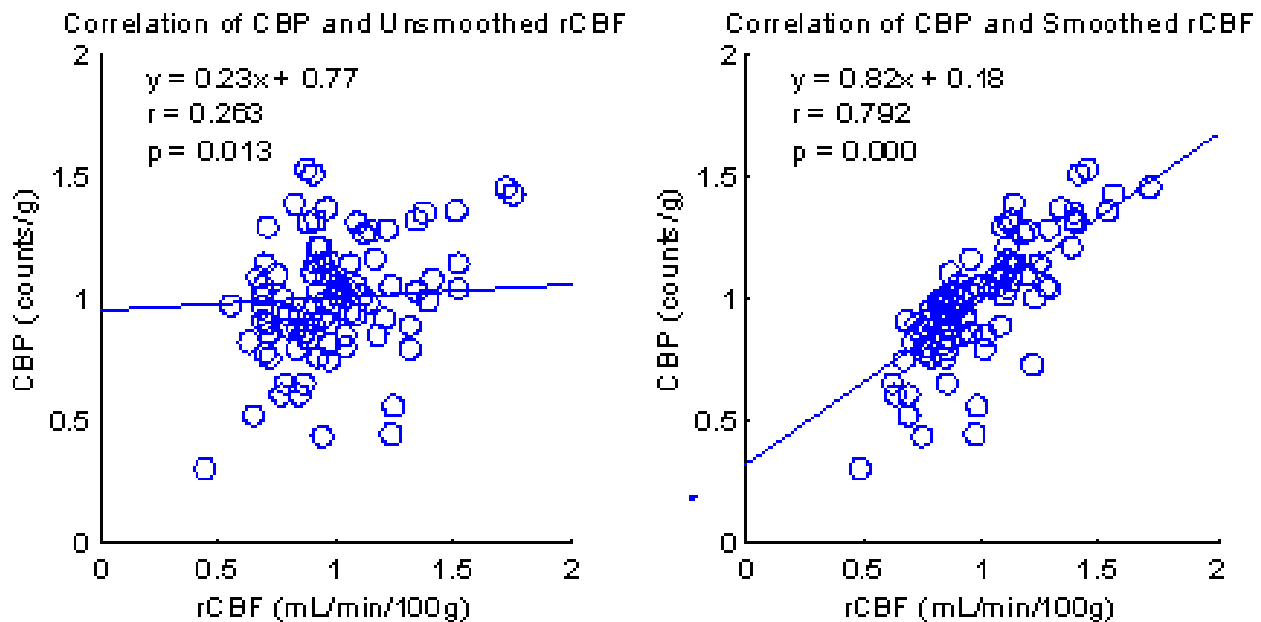 Correlation of CBP and Unsmoothed rCBF
y = 0.23x + 0.77
r = 0.263
p = 0.013
2
1.5
1
0.5
0
CBP (counts/g)
0 0.5 1 1.5 2
rCBF (mL/min/100g)
Correlation of CBP and Smoothed rCBF
y = 0.82x + 0.18
r = 0.792
p = 0.000
2
1.5
1
0.5
0
CBP (counts/g)
0 0.5 1 1.5 2
rCBF (mL/min/100g)